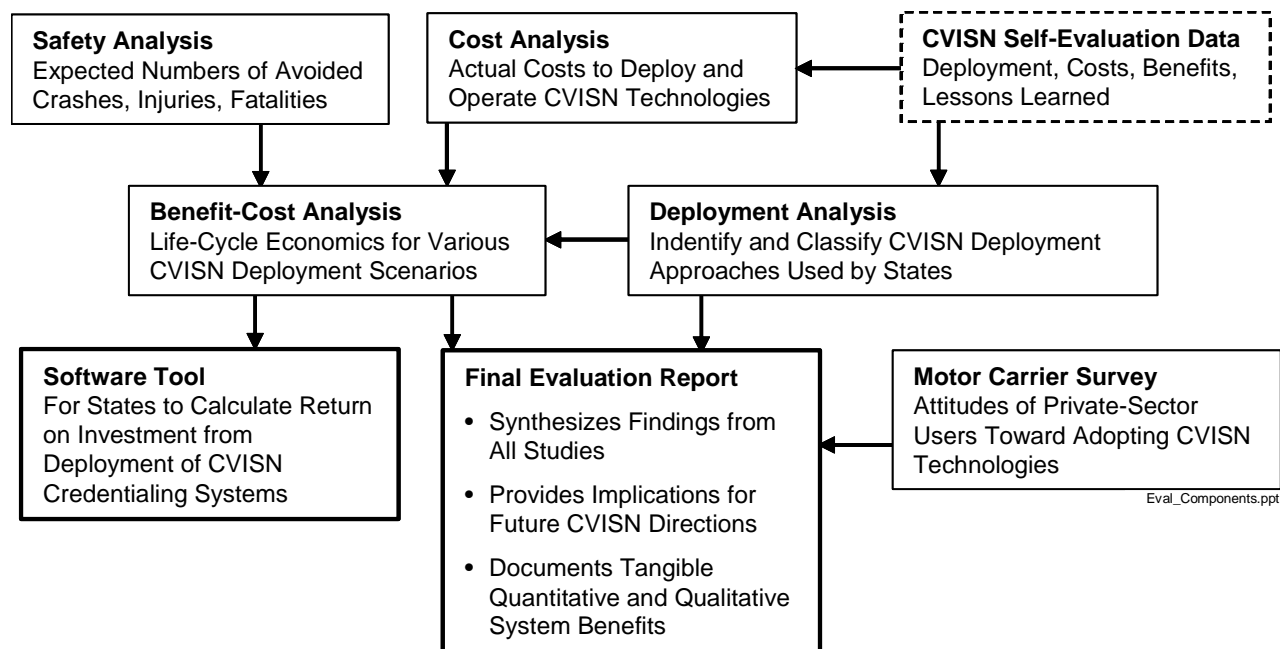 Safety Analysis
Expected Numbers of Avoided
Crashes, Injuries, Fatalities
Cost Analysis
Actual Costs to Deploy and
Operate CVISN Technologies
CVISN Self-Evaluation Data
Deployment, Costs, Benefits,
Lessons Learned
Benefit-Cost Analysis
Life-Cycle Economics for Various
CVISN Deployment Scenarios
Deployment Analysis
Indentify and Classify CVISN Deployment
Approaches Used by States
Software Tool
For States to Calculate Return
on Investment from
Deployment of CVISN
Credentialing Systems
Final Evaluation Report
• Synthesizes Findings from
All Studies
• Provides Implications for
Future CVISN Directions
• Documents Tangible
Quantitative and Qualitative
System Benefits
Motor Carrier Survey
Attitudes of Private-Sector
Users Toward Adopting CVISN
Technologies
Eval_Components.ppt